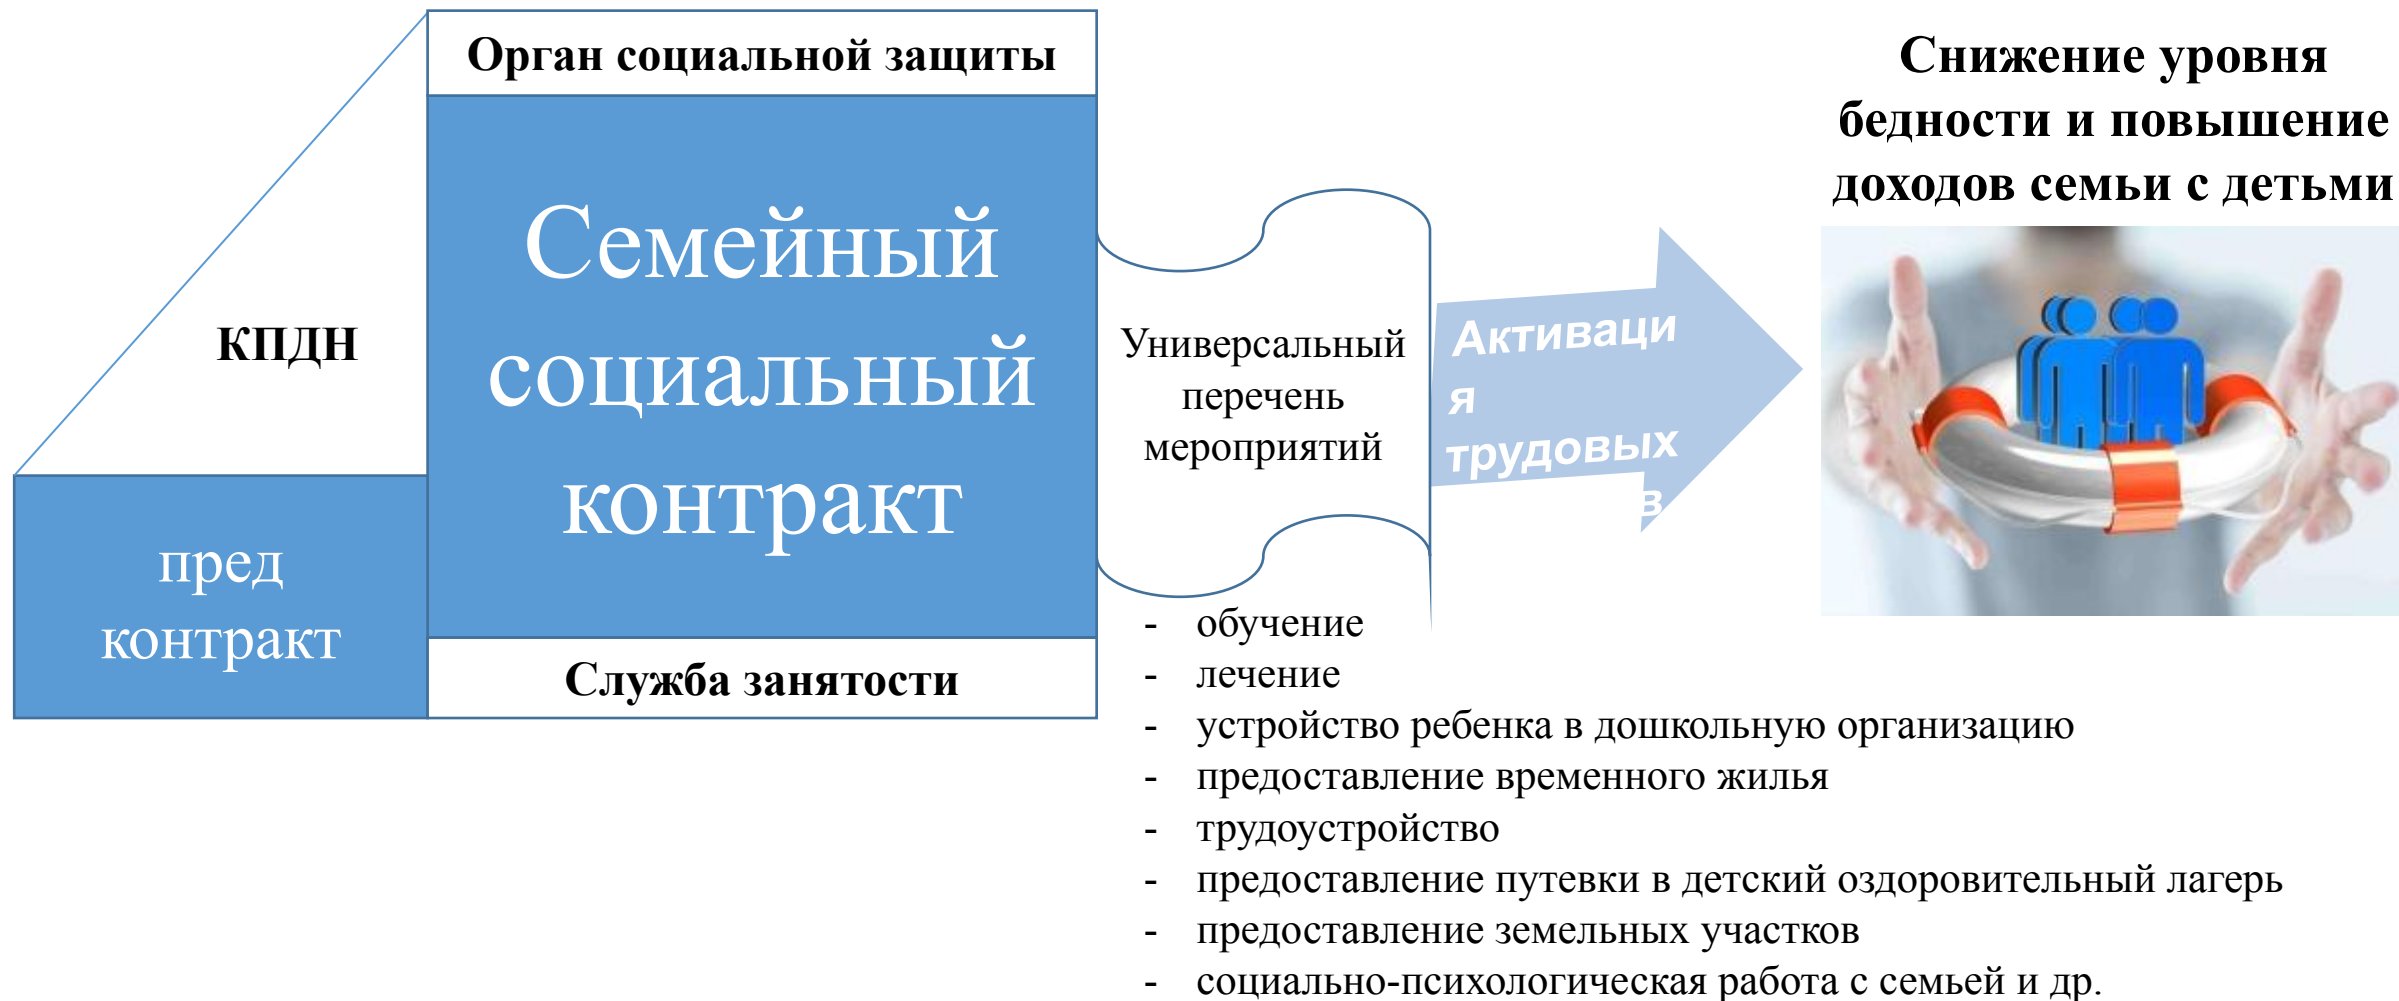 Орган социальной защиты
Семейный
социальный
контракт
Служба занятости
КПДН
пред
контракт
Универсальный
перечень
мероприятий
Активаци
я
трудовых
в
Снижение уровня
бедности и повышение
доходов семьи с детьми
- обучение
- лечение
- устройство ребенка в дошкольную организацию
- предоставление временного жилья
- трудоустройство
- предоставление путевки в детский оздоровительный лагерь
- предоставление земельных участков
- социально-психологическая работа с семьей и др.